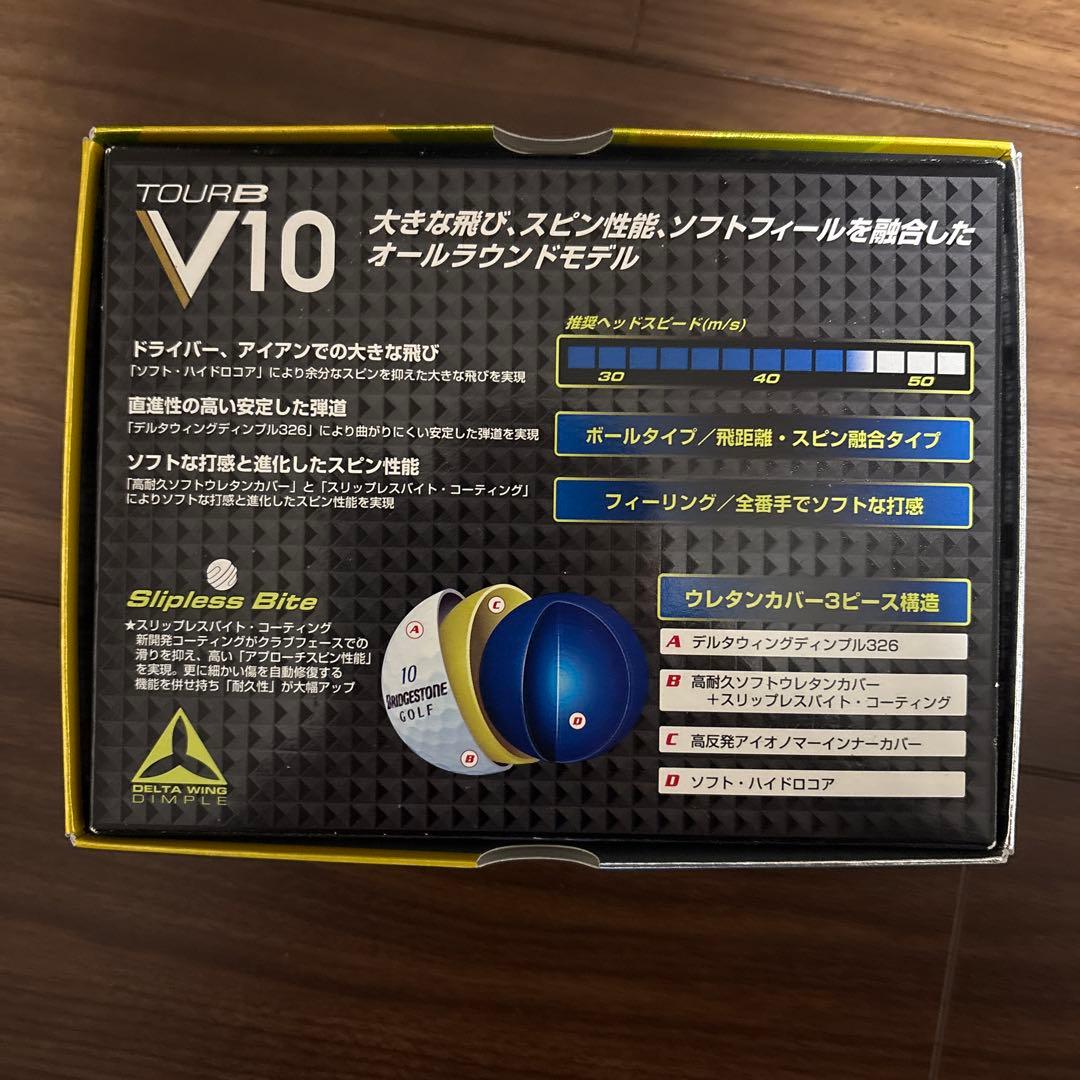 TOURB
V10
大きな飛び、スピン性能、ソフトフィールを融合した
オールラウンドモデル
ドライバー、アイアンでの大きな飛び
「ソフト・ハイドロコア」により余分なスピンを抑えた大きな飛びを実現
直進性の高い安定した弾道
「デルタウィングディンプル326」により曲がりにくい安定した弾道を実現
ソフトな打感と進化したスピン性能
「高耐久ソフトウレタンカバー」と「スリップレスバイト・コーティング」
によりソフトな打感と進化したスピン性能を実現
推奨ヘッドスピード(m/s)
30 40 50
ボールタイプ／飛距離・スピン融合タイプ
フィーリング／全番手でソフトな打感
Slipless Bite
★スリップレスバイト・コーティング
新開発コーティングがクラブフェースでの
滑りを抑え、高い「アプローチスピン性能」
を実現。更に細かい傷を自動修復する
機能を併せ持ち「耐久性」が大幅アップ
DELTA WING
DIMPLE
A
B
C
D
10
BRIDGESTONE
GOLF
ウレタンカバー3ピース構造
A デルタウィングディンプル326
B 高耐久ソフトウレタンカバー
＋スリップレスバイト・コーティング
C 高反発アイオノマーインナーカバー
D ソフト・ハイドロコア